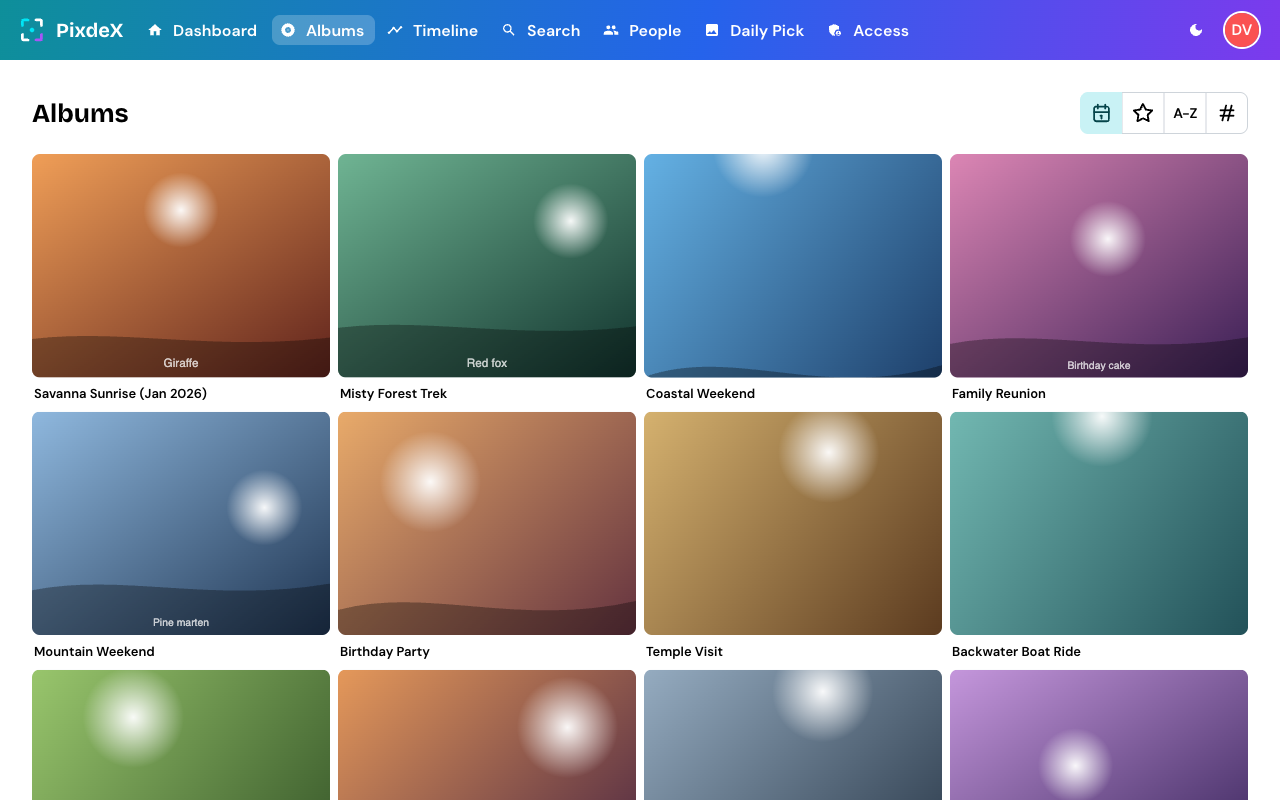 PixdeX
Dashboard
Albums
Timeline
Search
People
Daily Pick
Access
DV
Albums
A-Z
#
Giraffe
Red fox
Birthday cake
Savanna Sunrise (Jan 2026)
Misty Forest Trek
Coastal Weekend
Family Reunion
Pine marten
Mountain Weekend
Birthday Party
Temple Visit
Backwater Boat Ride